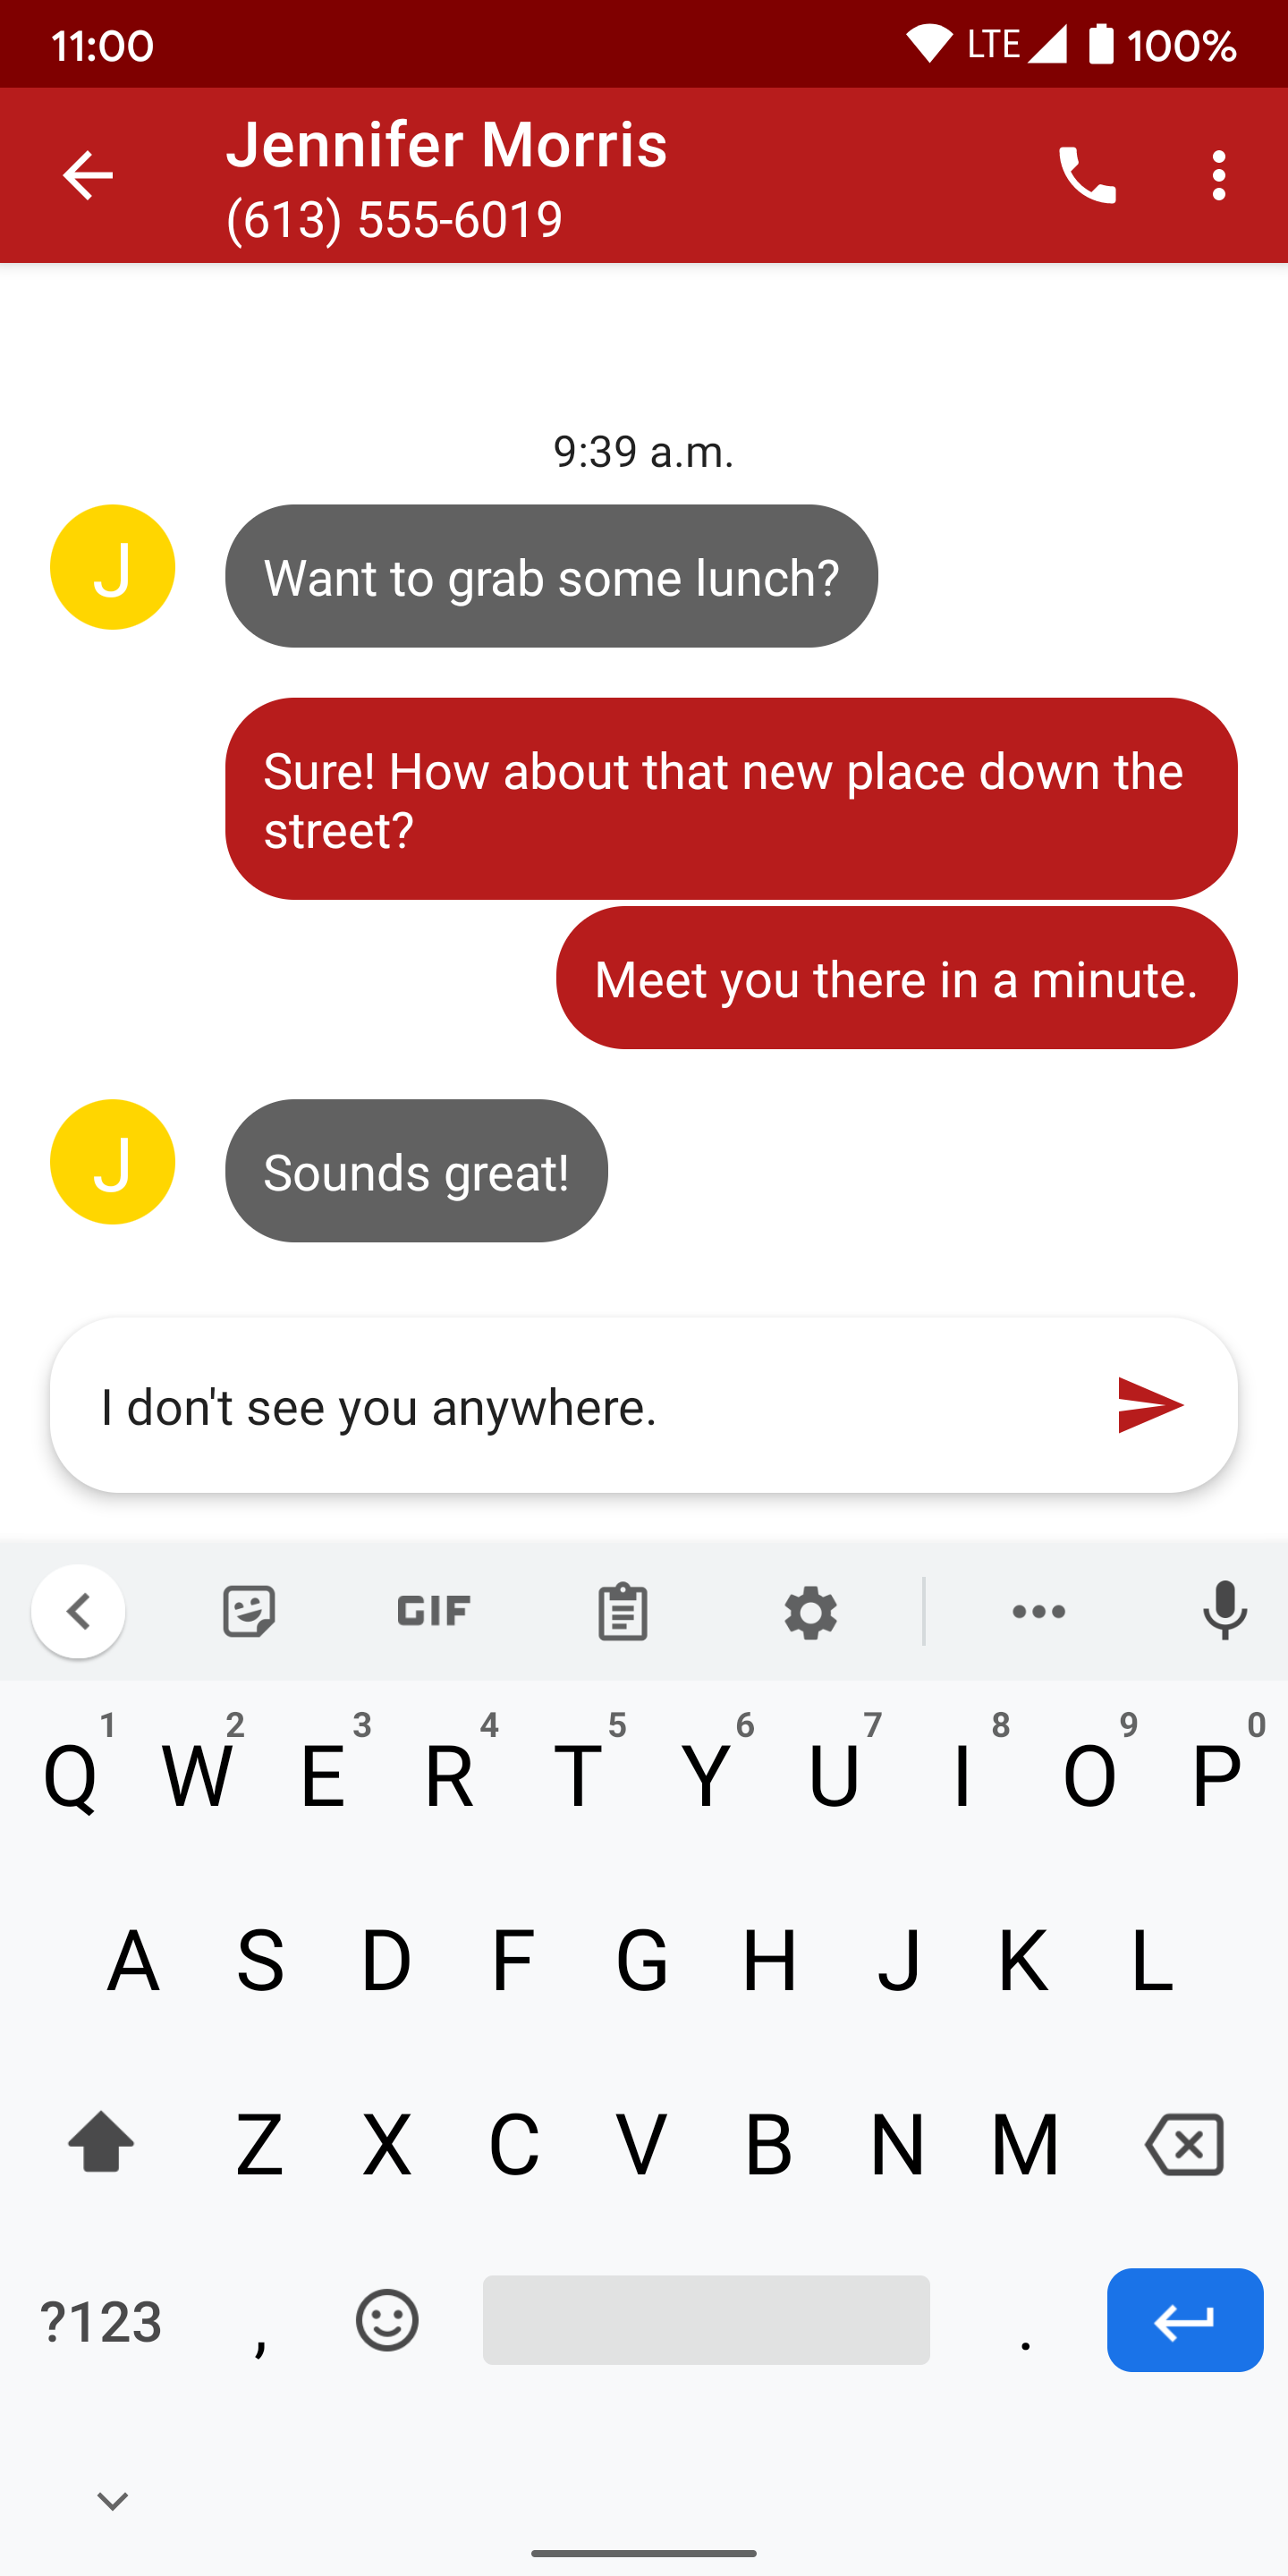 11:00 LTE 100%
Jennifer Morris
(613) 555-6019
9:39 a.m.
J
Want to grab some lunch?
Sure! How about that new place down the
street?
Meet you there in a minute.
J
Sounds great!
I don't see you anywhere.
GIF
1 2 3 4 5 6 7 8 9 0
Q W E R T Y U I O P
A S D F G H J K L
Z X C V B N M
?123 , .